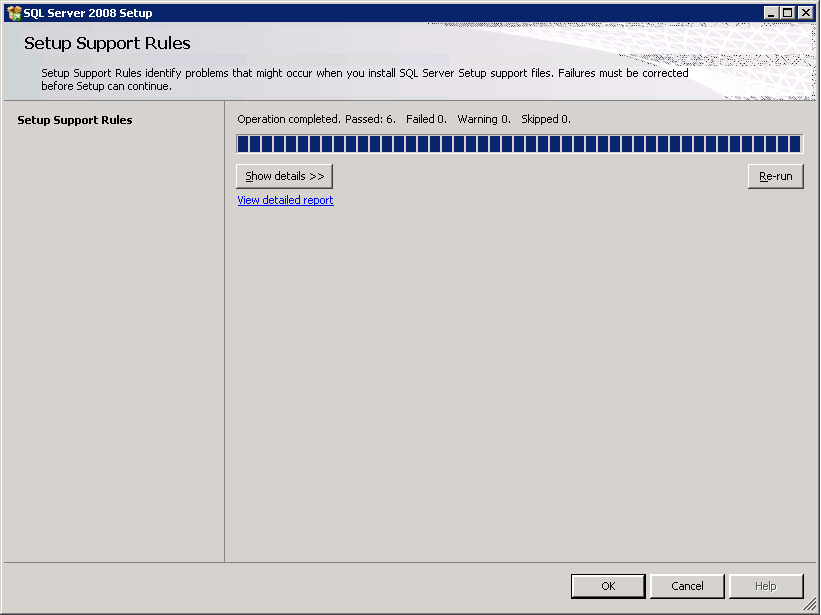 SQL Server 2008 Setup
Setup Support Rules
Setup Support Rules identify problems that might occur when you install SQL Server Setup support files. Failures must be corrected
before Setup can continue.
Setup Support Rules
Operation completed. Passed: 6.   Failed 0.   Warning 0.   Skipped 0.
Show details >>
Re-run
View detailed report
OK
Cancel
Help